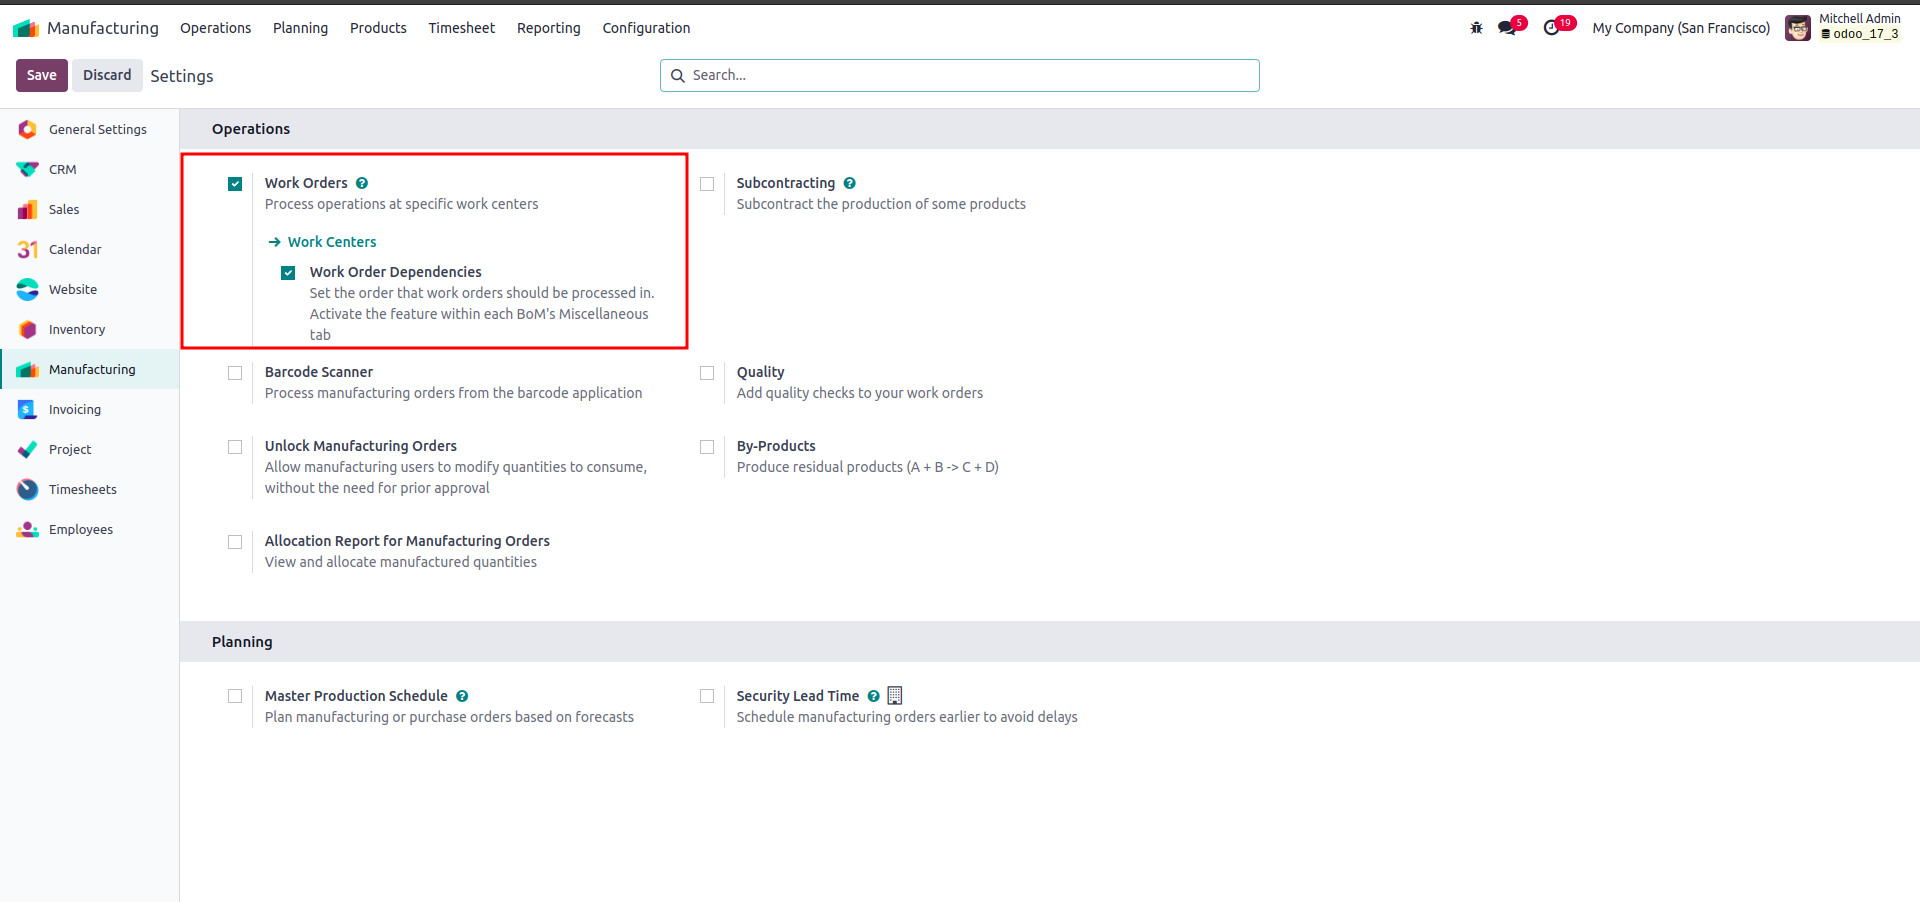 Manufacturing Operations Planning Products Timesheet Reporting Configuration 5 19 My Company (San Francisco) Mitchell Admin
odoo_17_3
Save Discard Settings Search...
General Settings
CRM
Sales
31 Calendar
Website
Inventory
Manufacturing
$ Invoicing
Project
Timesheets
Employees
Operations
Work Orders ?
Process operations at specific work centers
→ Work Centers
Work Order Dependencies
Set the order that work orders should be processed in.
Activate the feature within each BoM's Miscellaneous
tab
Subcontracting ?
Subcontract the production of some products
Barcode Scanner
Process manufacturing orders from the barcode application
Quality
Add quality checks to your work orders
Unlock Manufacturing Orders
Allow manufacturing users to modify quantities to consume,
without the need for prior approval
By-Products
Produce residual products (A + B -> C + D)
Allocation Report for Manufacturing Orders
View and allocate manufactured quantities
Planning
Master Production Schedule ?
Plan manufacturing or purchase orders based on forecasts
Security Lead Time ?
Schedule manufacturing orders earlier to avoid delays